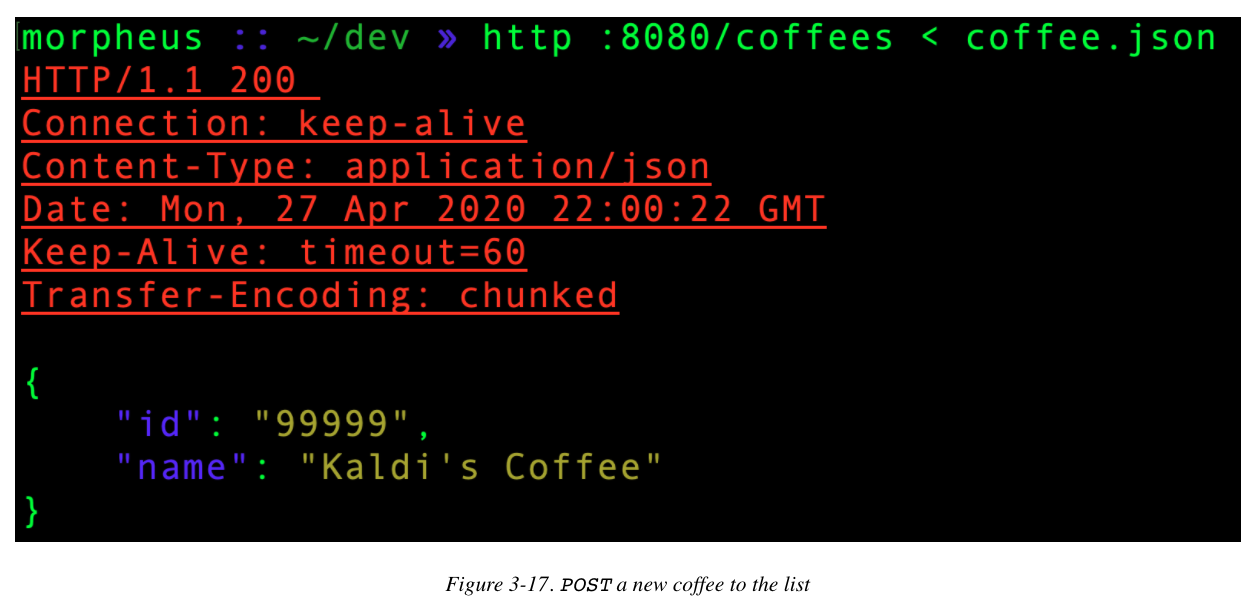 morpheus :: ~/dev » http :8080/coffees < coffee.json
HTTP/1.1 200
Connection: keep-alive
Content-Type: application/json
Date: Mon, 27 Apr 2020 22:00:22 GMT
Keep-Alive: timeout=60
Transfer-Encoding: chunked
{
"id": "99999",
"name": "Kaldi's Coffee"
}
Figure 3-17. POST a new coffee to the list